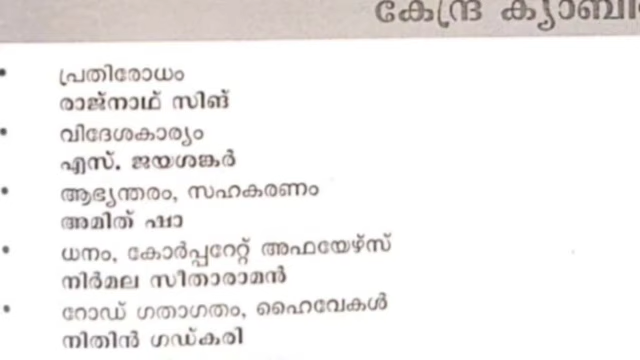 കേന്ദ്ര
പ്രതിരോധം
രാജ്നാഥ് സിങ്
വിദേശകാര്യം
എസ്. ജയശങ്കർ
ആഭ്യന്തരം, സഹകരണം
അമിത് ഷാ
ധനം, കോർപ്പറേറ്റ് അഫയേഴ്സ്
നിർമല സീതാരാമൻ
റോഡ് ഗതാഗതം, ഹൈവേകൾ
നിതിൻ ഗഡ്കരി